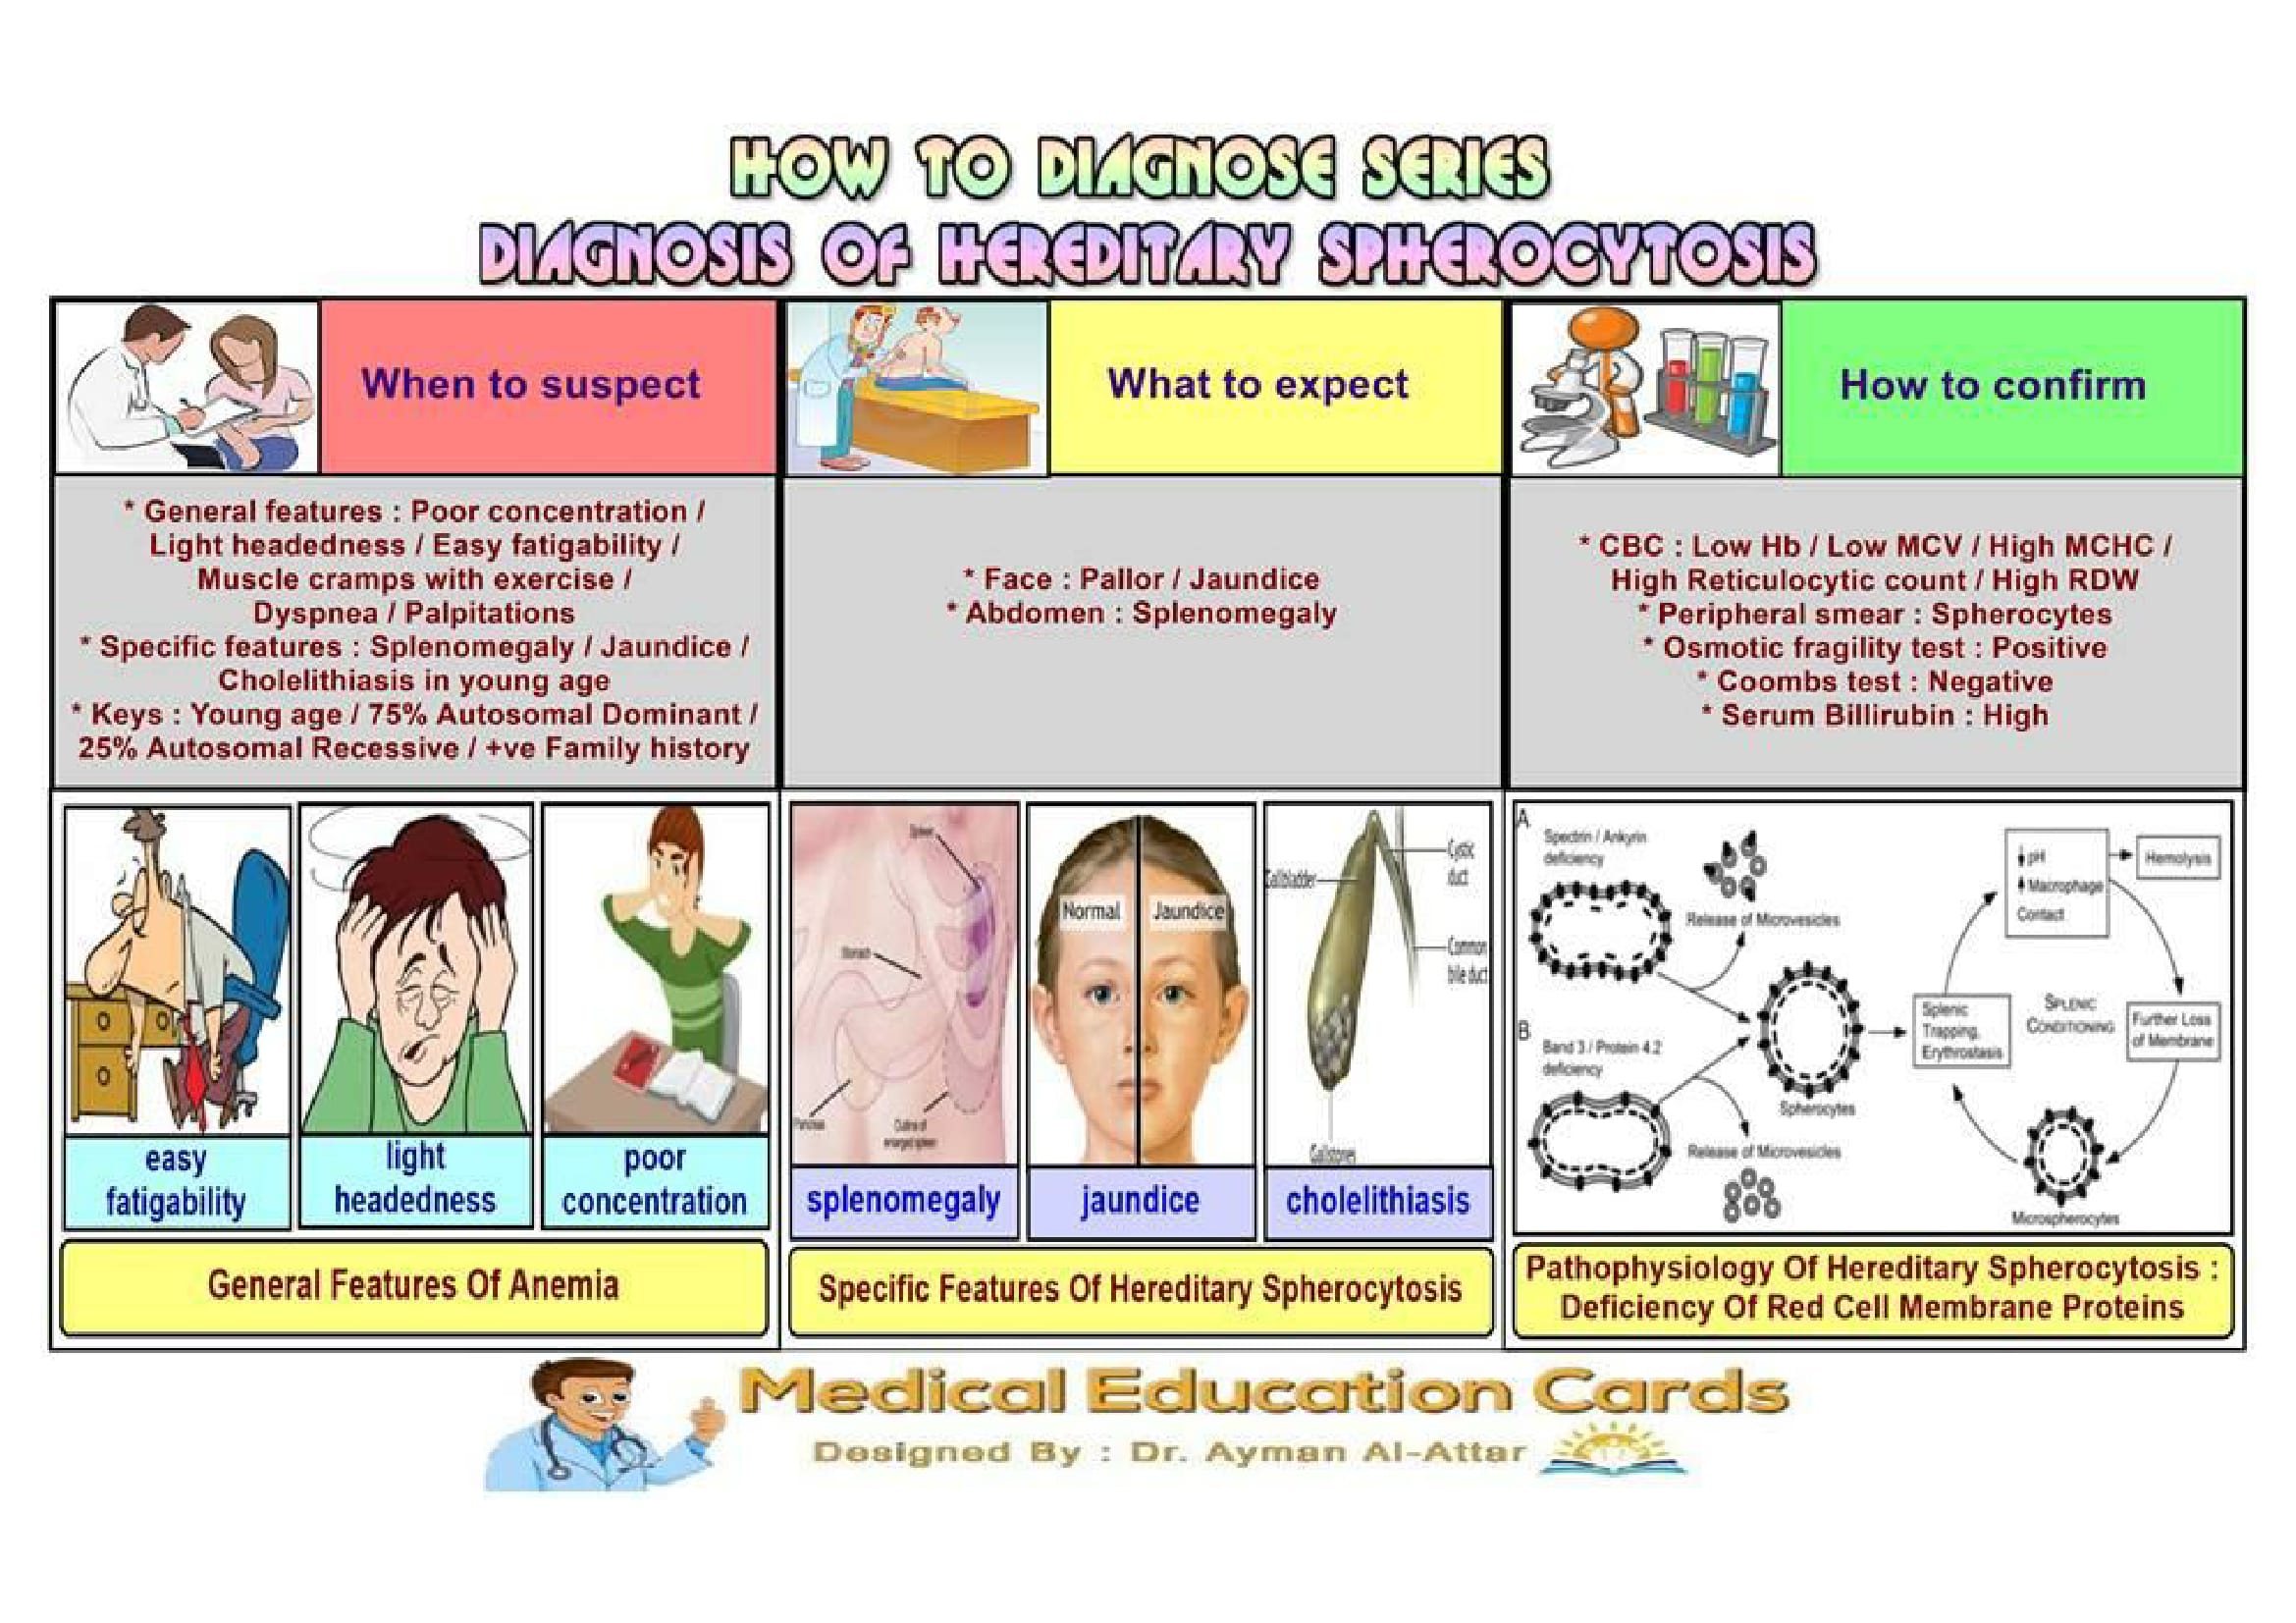 HOW TO DIAGNOSE SERIES
DIAGNOSIS OF HEREDITARY SPHEROCYTOSIS
When to suspect
* General features : Poor concentration /
Light headedness / Easy fatigability /
Muscle cramps with exercise /
Dyspnea / Palpitations
* Specific features : Splenomegaly / Jaundice /
Cholelithiasis in young age
* Keys : Young age / 75% Autosomal Dominant /
25% Autosomal Recessive / +ve Family history
What to expect
* Face : Pallor / Jaundice
* Abdomen : Splenomegaly
How to confirm
* CBC : Low Hb / Low MCV / High MCHC /
High Reticulocytic count / High RDW
* Peripheral smear : Spherocytes
* Osmotic fragility test : Positive
* Coombs test : Negative
* Serum Billirubin : High
easy
fatigability
light
headedness
poor
concentration
General Features Of Anemia
Spleen
Stomach
Pancreas
Outline of
enlarged spleen
splenomegaly
Normal
Jaundice
jaundice
Cystic
duct
Gallbladder
Common
bile duct
Gallstones
cholelithiasis
Specific Features Of Hereditary Spherocytosis
A
Spectrin / Ankyrin
deficiency
Release of Microvesicles
B
Band 3 / Protein 4.2
deficiency
Release of Microvesicles
Spherocytes
Splenic
Trapping,
Erythrostasis
pH
Macrophage
Contact
Hemolysis
SPLENIC
CONDITIONING
Further Loss
of Membrane
Microspherocytes
Pathophysiology Of Hereditary Spherocytosis :
Deficiency Of Red Cell Membrane Proteins
Medical Education Cards
Designed By : Dr. Ayman Al-Attar